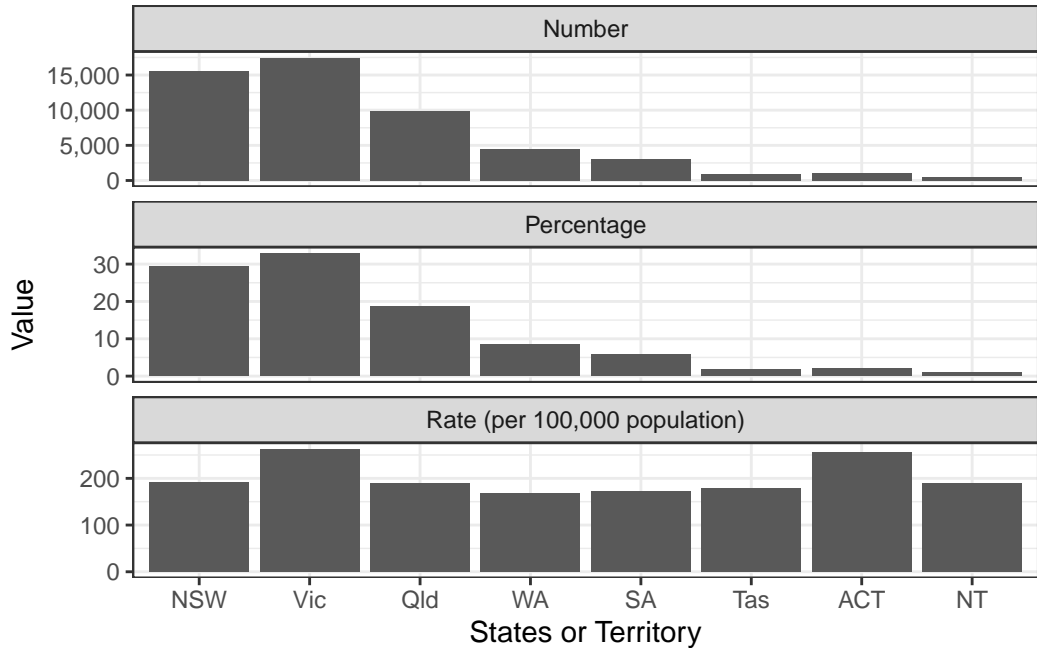 Number
15,000
10,000
5,000
0
Percentage
30
20
10
0
Rate (per 100,000 population)
200
100
0
Value
NSW Vic Qld WA SA Tas ACT NT
States or Territory